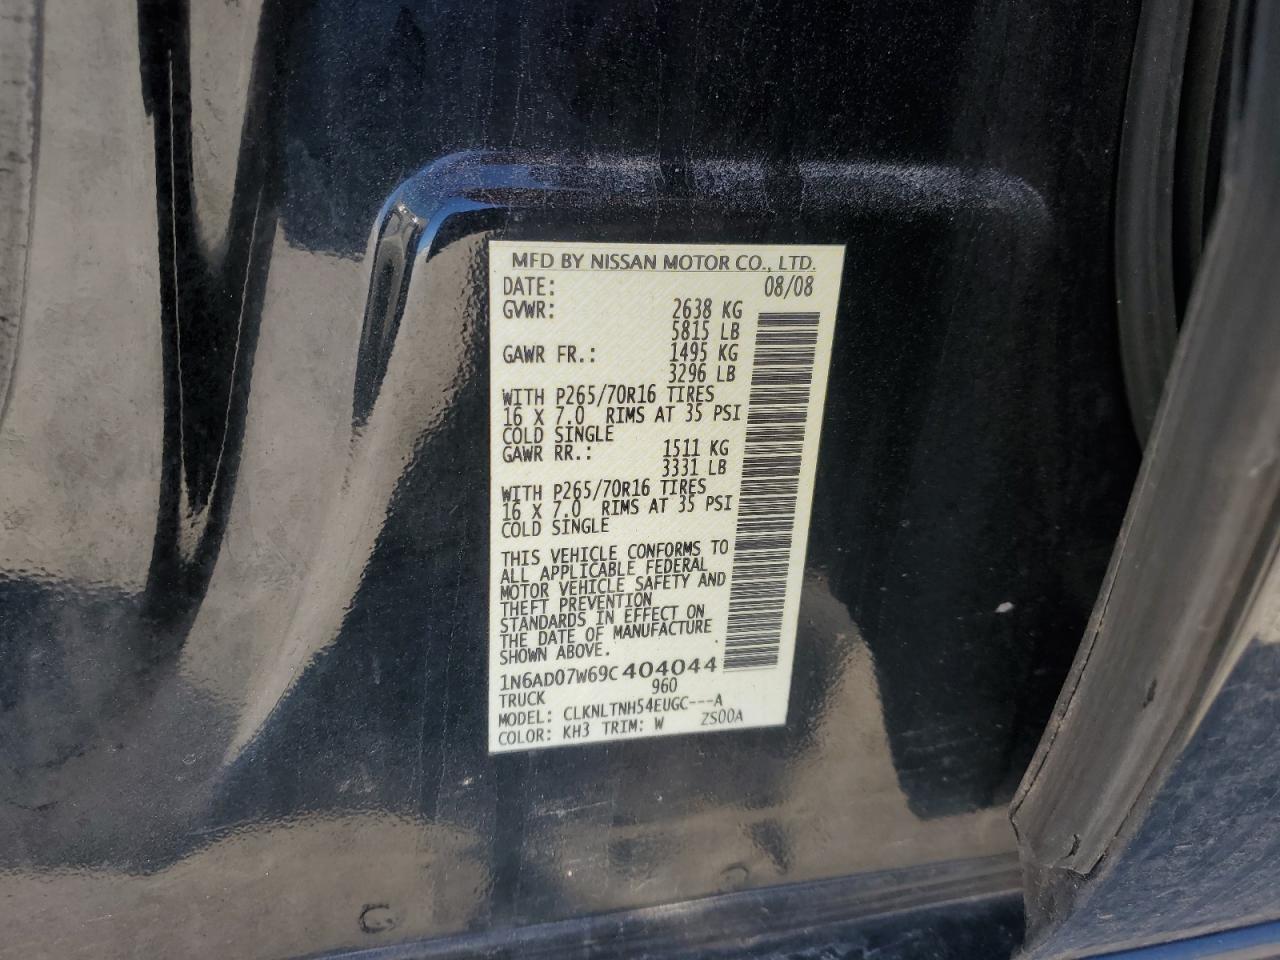 MFD BY NISSAN MOTOR CO., LTD.
DATE: 08/08
GVWR: 2638 KG
5815 LB
GAWR FR.: 1495 KG
3296 LB
WITH P265/70R16 TIRES
16 X 7.0 RIMS AT 35 PSI
COLD SINGLE
GAWR RR.: 1511 KG
3331 LB
WITH P265/70R16 TIRES
16 X 7.0 RIMS AT 35 PSI
COLD SINGLE
THIS VEHICLE CONFORMS TO
ALL APPLICABLE FEDERAL
MOTOR VEHICLE SAFETY AND
THEFT PREVENTION
STANDARDS IN EFFECT ON
THE DATE OF MANUFACTURE
SHOWN ABOVE.
1N6AD07W69C404044
TRUCK 960
MODEL: CLKNLTNH54EUGC---A
COLOR: KH3 TRIM: W ZS00A